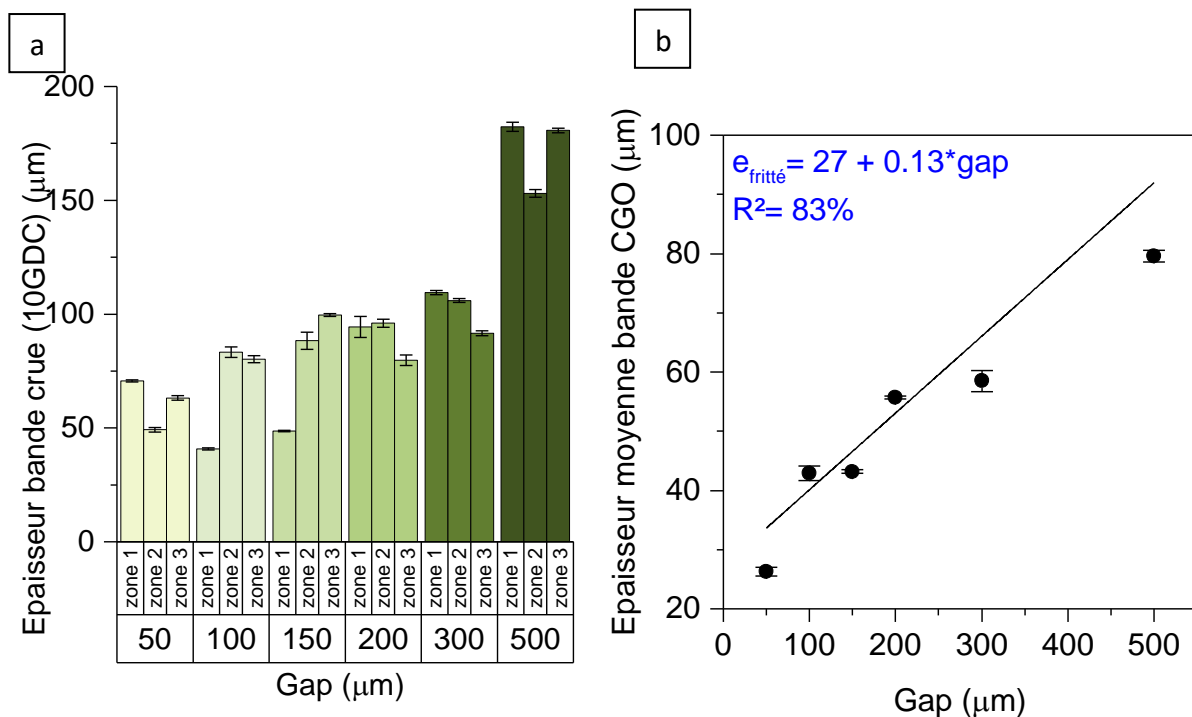 a
Epaisseur bande crue (10GDC) (μm)
200
150
100
50
0
zone 1 zone 2 zone 3 zone 1 zone 2 zone 3 zone 1 zone 2 zone 3 zone 1 zone 2 zone 3 zone 1 zone 2 zone 3 zone 1 zone 2 zone 3
50 100 150 200 300 500
Gap (μm)
b
Epaisseur moyenne bande CGO (μm)
100
80
60
40
20
e_fritté= 27 + 0.13*gap
R²= 83%
0 100 200 300 400 500
Gap (μm)